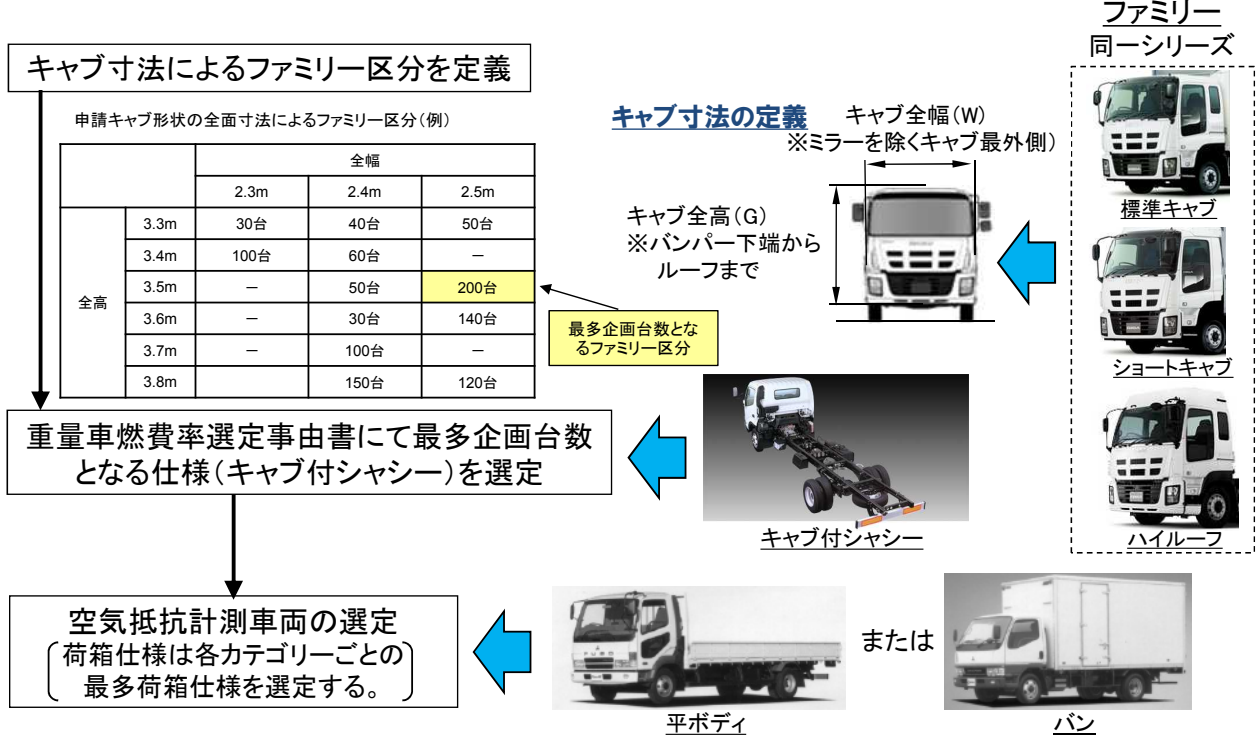 ファミリー
同一シリーズ
キャブ寸法によるファミリー区分を定義
申請キャブ形状の全面寸法によるファミリー区分(例)
全幅
2.3m 2.4m 2.5m
全高
3.3m 30台 40台 50台
3.4m 100台 60台 －
3.5m － 50台 200台
3.6m － 30台 140台
3.7m － 100台 －
3.8m 150台 120台
最多企画台数とな
るファミリー区分
キャブ寸法の定義
キャブ全幅(W)
※ミラーを除くキャブ最外側)
キャブ全高(G)
※バンパー下端から
ルーフまで
標準キャブ
ショートキャブ
ハイルーフ
重量車燃費率選定事由書にて最多企画台数
となる仕様(キャブ付シャシー)を選定
キャブ付シャシー
空気抵抗計測車両の選定
荷箱仕様は各カテゴリーごとの
最多荷箱仕様を選定する。
FUSO
平ボディ
または
バン